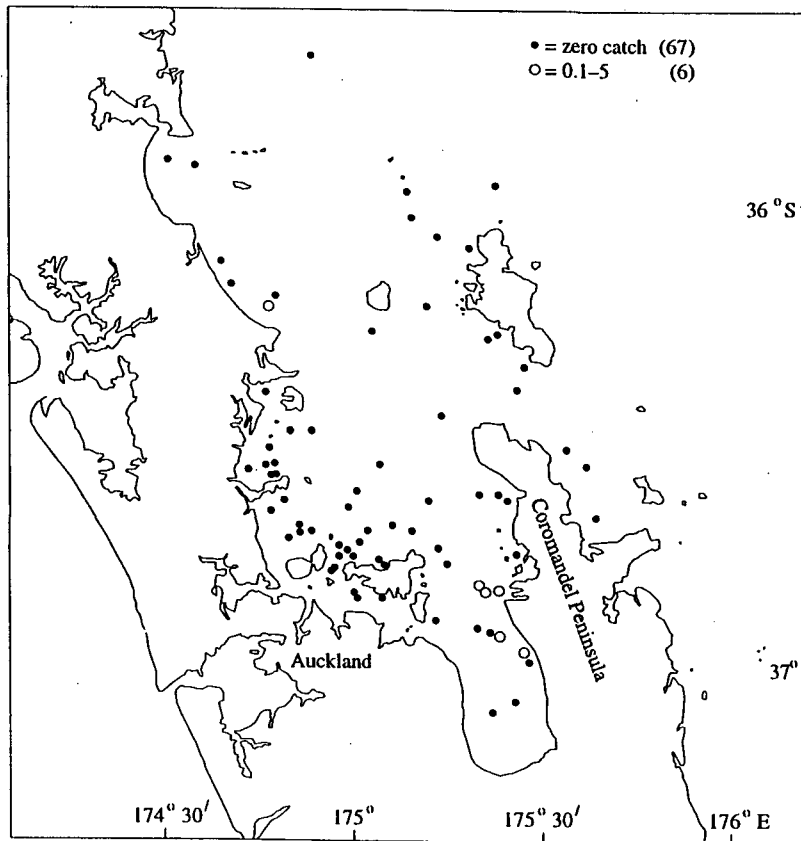 • = zero catch (67)
○ = 0.1–5 (6)
36° S
Coromandel Peninsula
Auckland
37°
174° 30′
175°
175° 30′
176° E